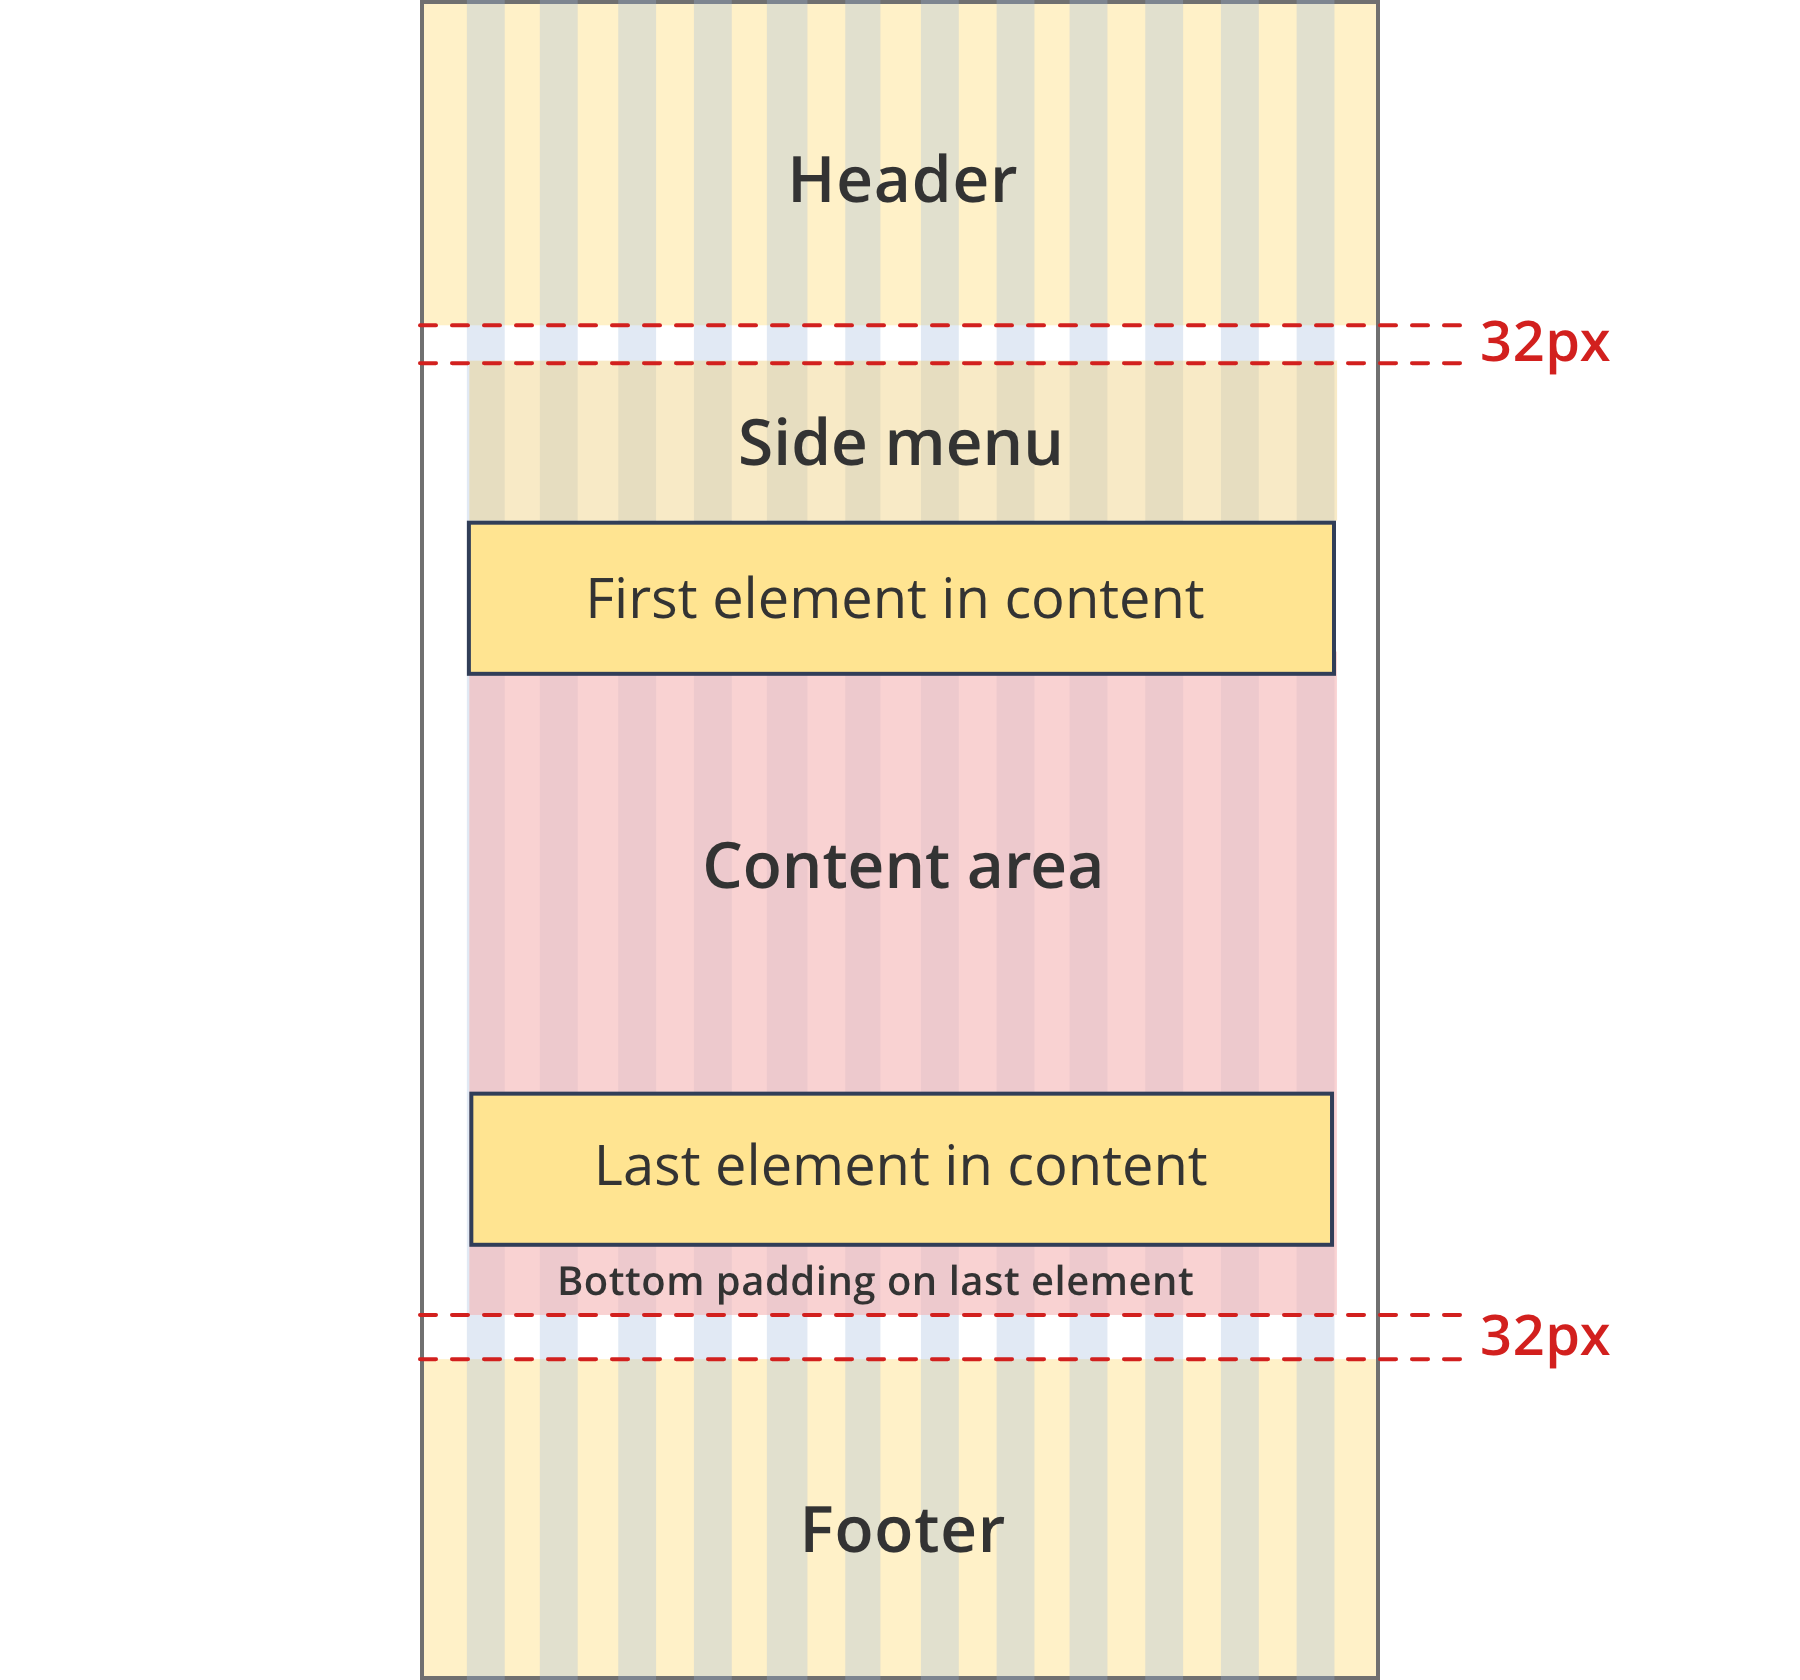 Header
32px
Side menu
First element in content
Content area
Last element in content
Bottom padding on last element
32px
Footer